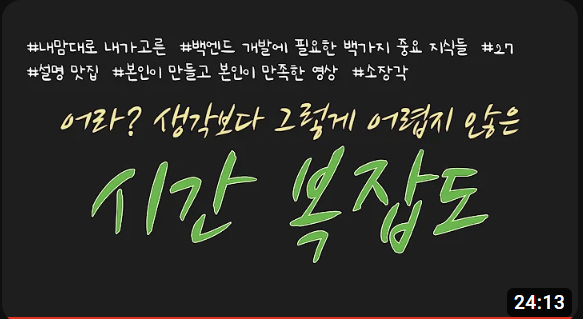 #내맘대로 내가고른 #백엔드 개발에 필요한 백가지 중요 지식들 #27
#설명 맛집 #본인이 만들고 본인이 만족한 영상 #소장각
어라? 생각보다 그렇게 어렵지 않은
시간 복잡도
24:13